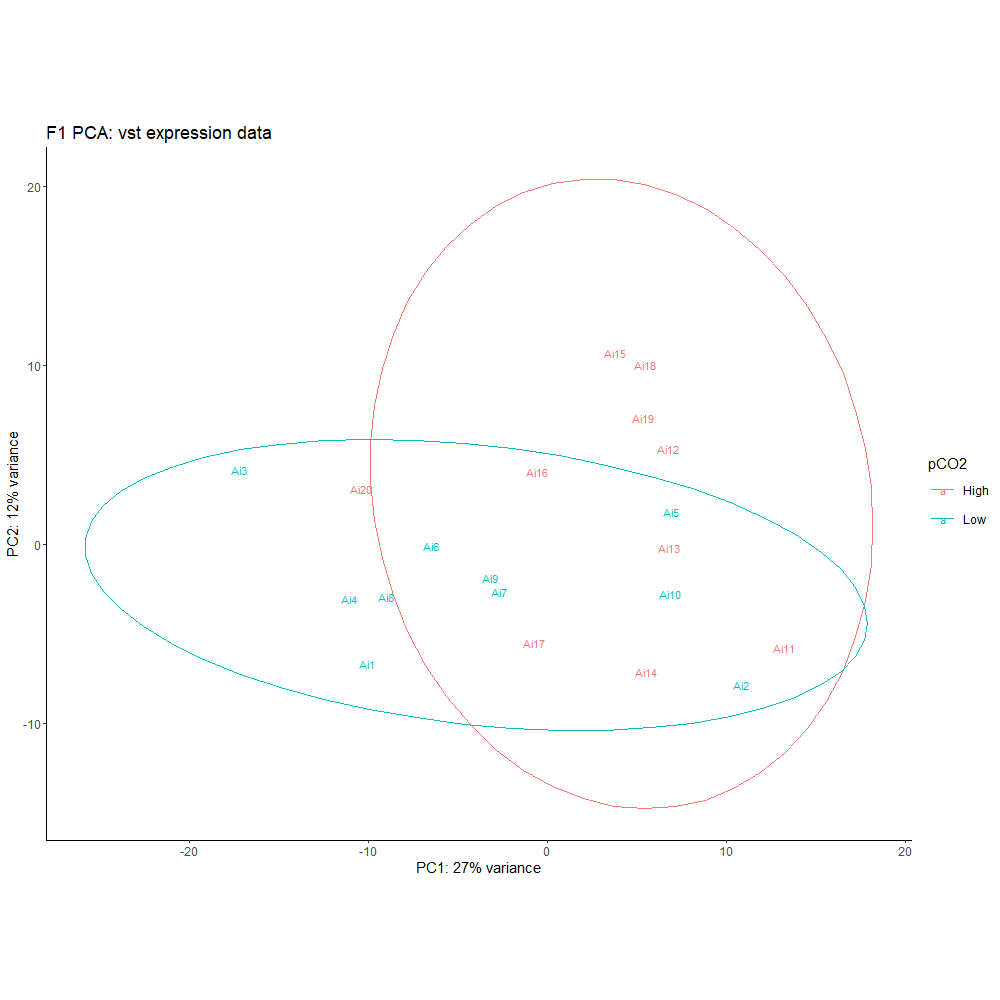 F1 PCA: vst expression data
20
10
0
-10
PC2: 12% variance
Ai15
Ai18
Ai19
Ai12
Ai3
Ai16
Ai20
Ai5
Ai6
Ai13
Ai9
Ai7
Ai10
Ai4
Ai8
Ai17
Ai11
Ai1
Ai14
Ai2
-20
-10
0
10
20
PC1: 27% variance
pCO2
a High
a Low